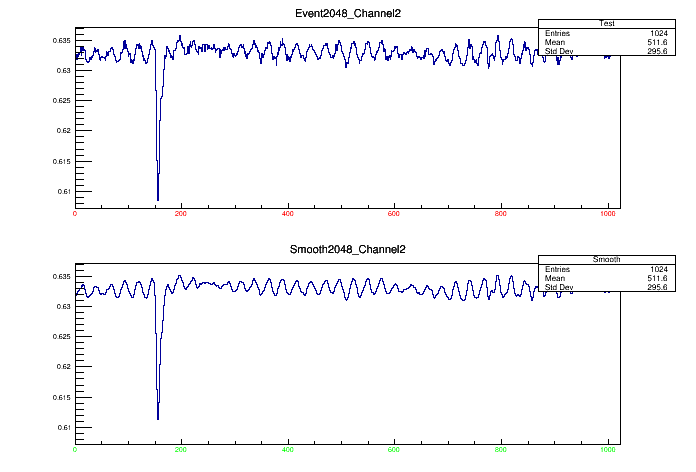 Event2048_Channel2
Test
Entries 1024
Mean 511.6
Std Dev 295.6
0.635
0.63
0.625
0.62
0.615
0.61
0 200 400 600 800 1000
Smooth2048_Channel2
Smooth
Entries 1024
Mean 511.6
Std Dev 295.6
0.635
0.63
0.625
0.62
0.615
0.61
0 200 400 600 800 1000